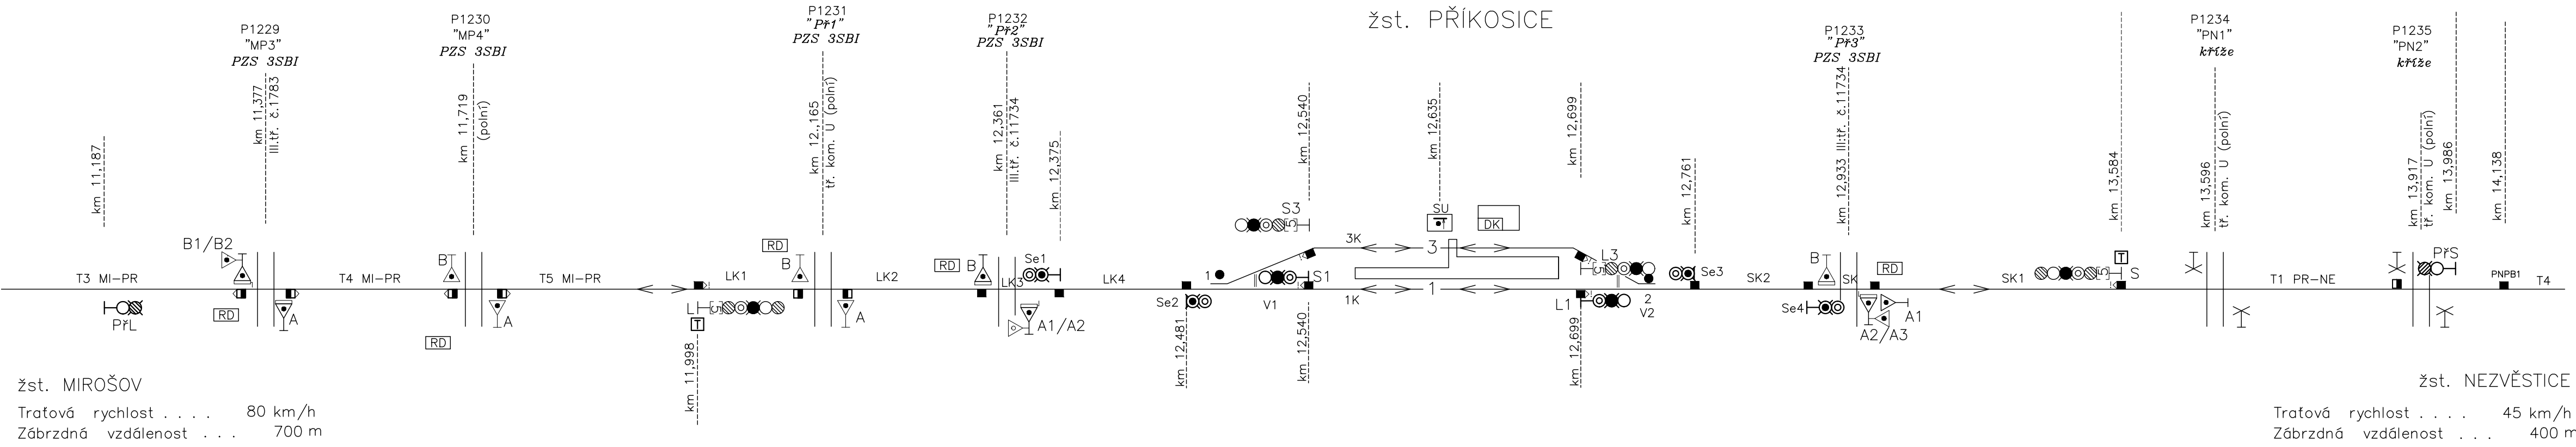 žst. PŘÍKOSICE
P1229
"MP3"
PZS 3SBI
km 11,377
III.tř. č.1783
P1230
"MP4"
PZS 3SBI
km 11,719
(polní)
P1231
"Př1"
PZS 3SBI
km 12,,165
tř. kom. U (polní)
P1232
"Př2"
PZS 3SBI
km 12,361
III.tř. č.11734
km 12,375
km 12,540
km 12,635
km 12,699
km 12,761
P1233
"Př3"
PZS 3SBI
km 12,933 III:tř. č.11734
km 13,584
P1234
"PN1"
kříže
km 13,596
tř. kom. U (polní)
P1235
"PN2"
kříže
km 13,917
tř. kom. U (polní)
km 13,986
km 14,138
km 11,187
B1/B2
RD
A
B
A
RD
RD
B
A
RD
B
Se1
A1/A2
S3
5
SU
DK
3K
3
L3
5
Se3
B
RD
T
S
5
PřS
T3 MI-PR
T4 MI-PR
T5 MI-PR
LK1
LK2
LK3
LK4
1
S1
SK2
SK
SK1
T1 PR-NE
PNPB1
T4
PřL
L
5
T
Se2
V1
1K
1
L1
2
V2
Se4
A1
A2/A3
km 11,998
km 12,481
km 12,540
km 12,699
žst. MIROŠOV
Traťová rychlost . . . . 80 km/h
Zábrzdná vzdálenost . . . 700 m
žst. NEZVĚSTICE
Traťová rychlost . . . . 45 km/h
Zábrzdná vzdálenost . . . 400 m